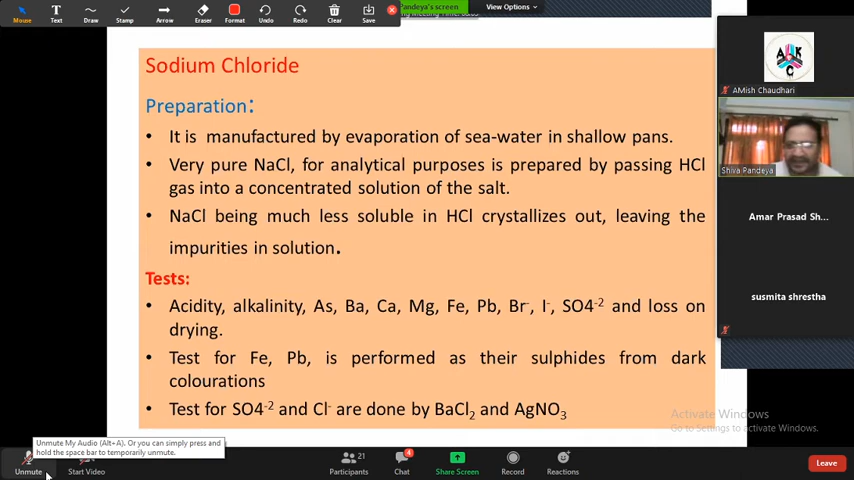 Pandeya's screen
View Options
Mouse Text Draw Stamp Arrow Eraser Format Undo Redo Clear Save
Sodium Chloride
Preparation:
• It is manufactured by evaporation of sea-water in shallow pans.
• Very pure NaCl, for analytical purposes is prepared by passing HCl
gas into a concentrated solution of the salt.
• NaCl being much less soluble in HCl crystallizes out, leaving the
impurities in solution.
Tests:
• Acidity, alkalinity, As, Ba, Ca, Mg, Fe, Pb, Br-, I-, SO4-2 and loss on
drying.
• Test for Fe, Pb, is performed as their sulphides from dark
colourations
• Test for SO4-2 and Cl- are done by BaCl2 and AgNO3
A K
C
AMish Chaudhari
Shiva Pandeya
Amar Prasad Sh...
susmita shrestha
Activate Windows
Go to Settings to activate Windows.
Unmute My Audio (Alt+A). Or you can simply press and
hold the space bar to temporarily unmute.
21
4
Unmute Start Video Participants Chat Share Screen Record Reactions Leave